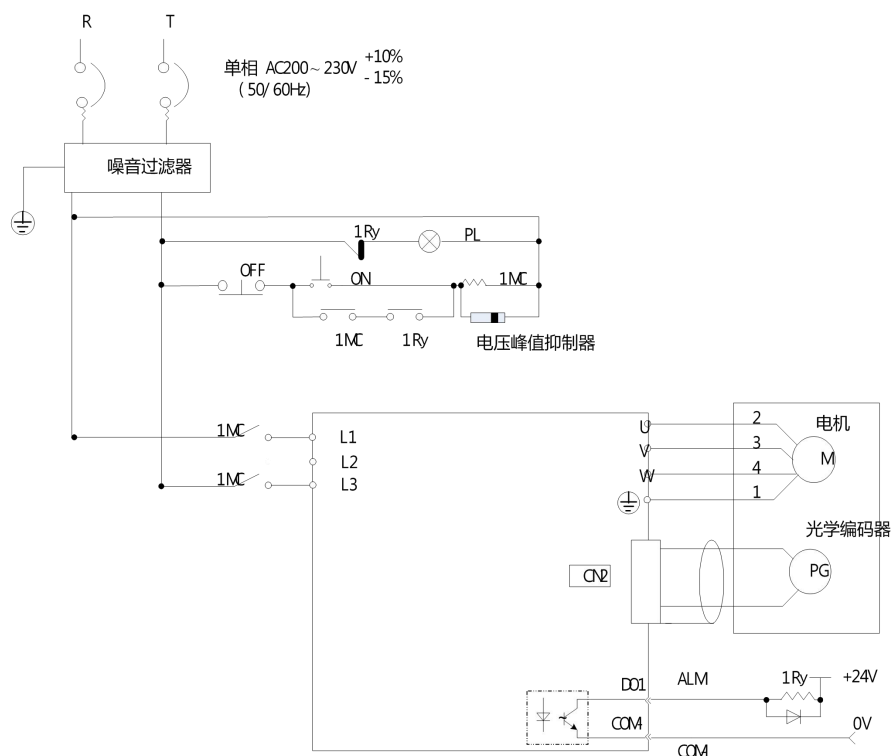 R T
单相 AC200～230V +10% -15%
(50/60Hz)
噪音过滤器
1Ry PL
OFF ON 1MC
1MC 1Ry 电压峰值抑制器
1MC L1
L2
1MC L3
U 2 电机
V 3 M
W 4
1
光学编码器
CN2 PG
DO1 ALM 1Ry +24V
COM4 0V
COM4